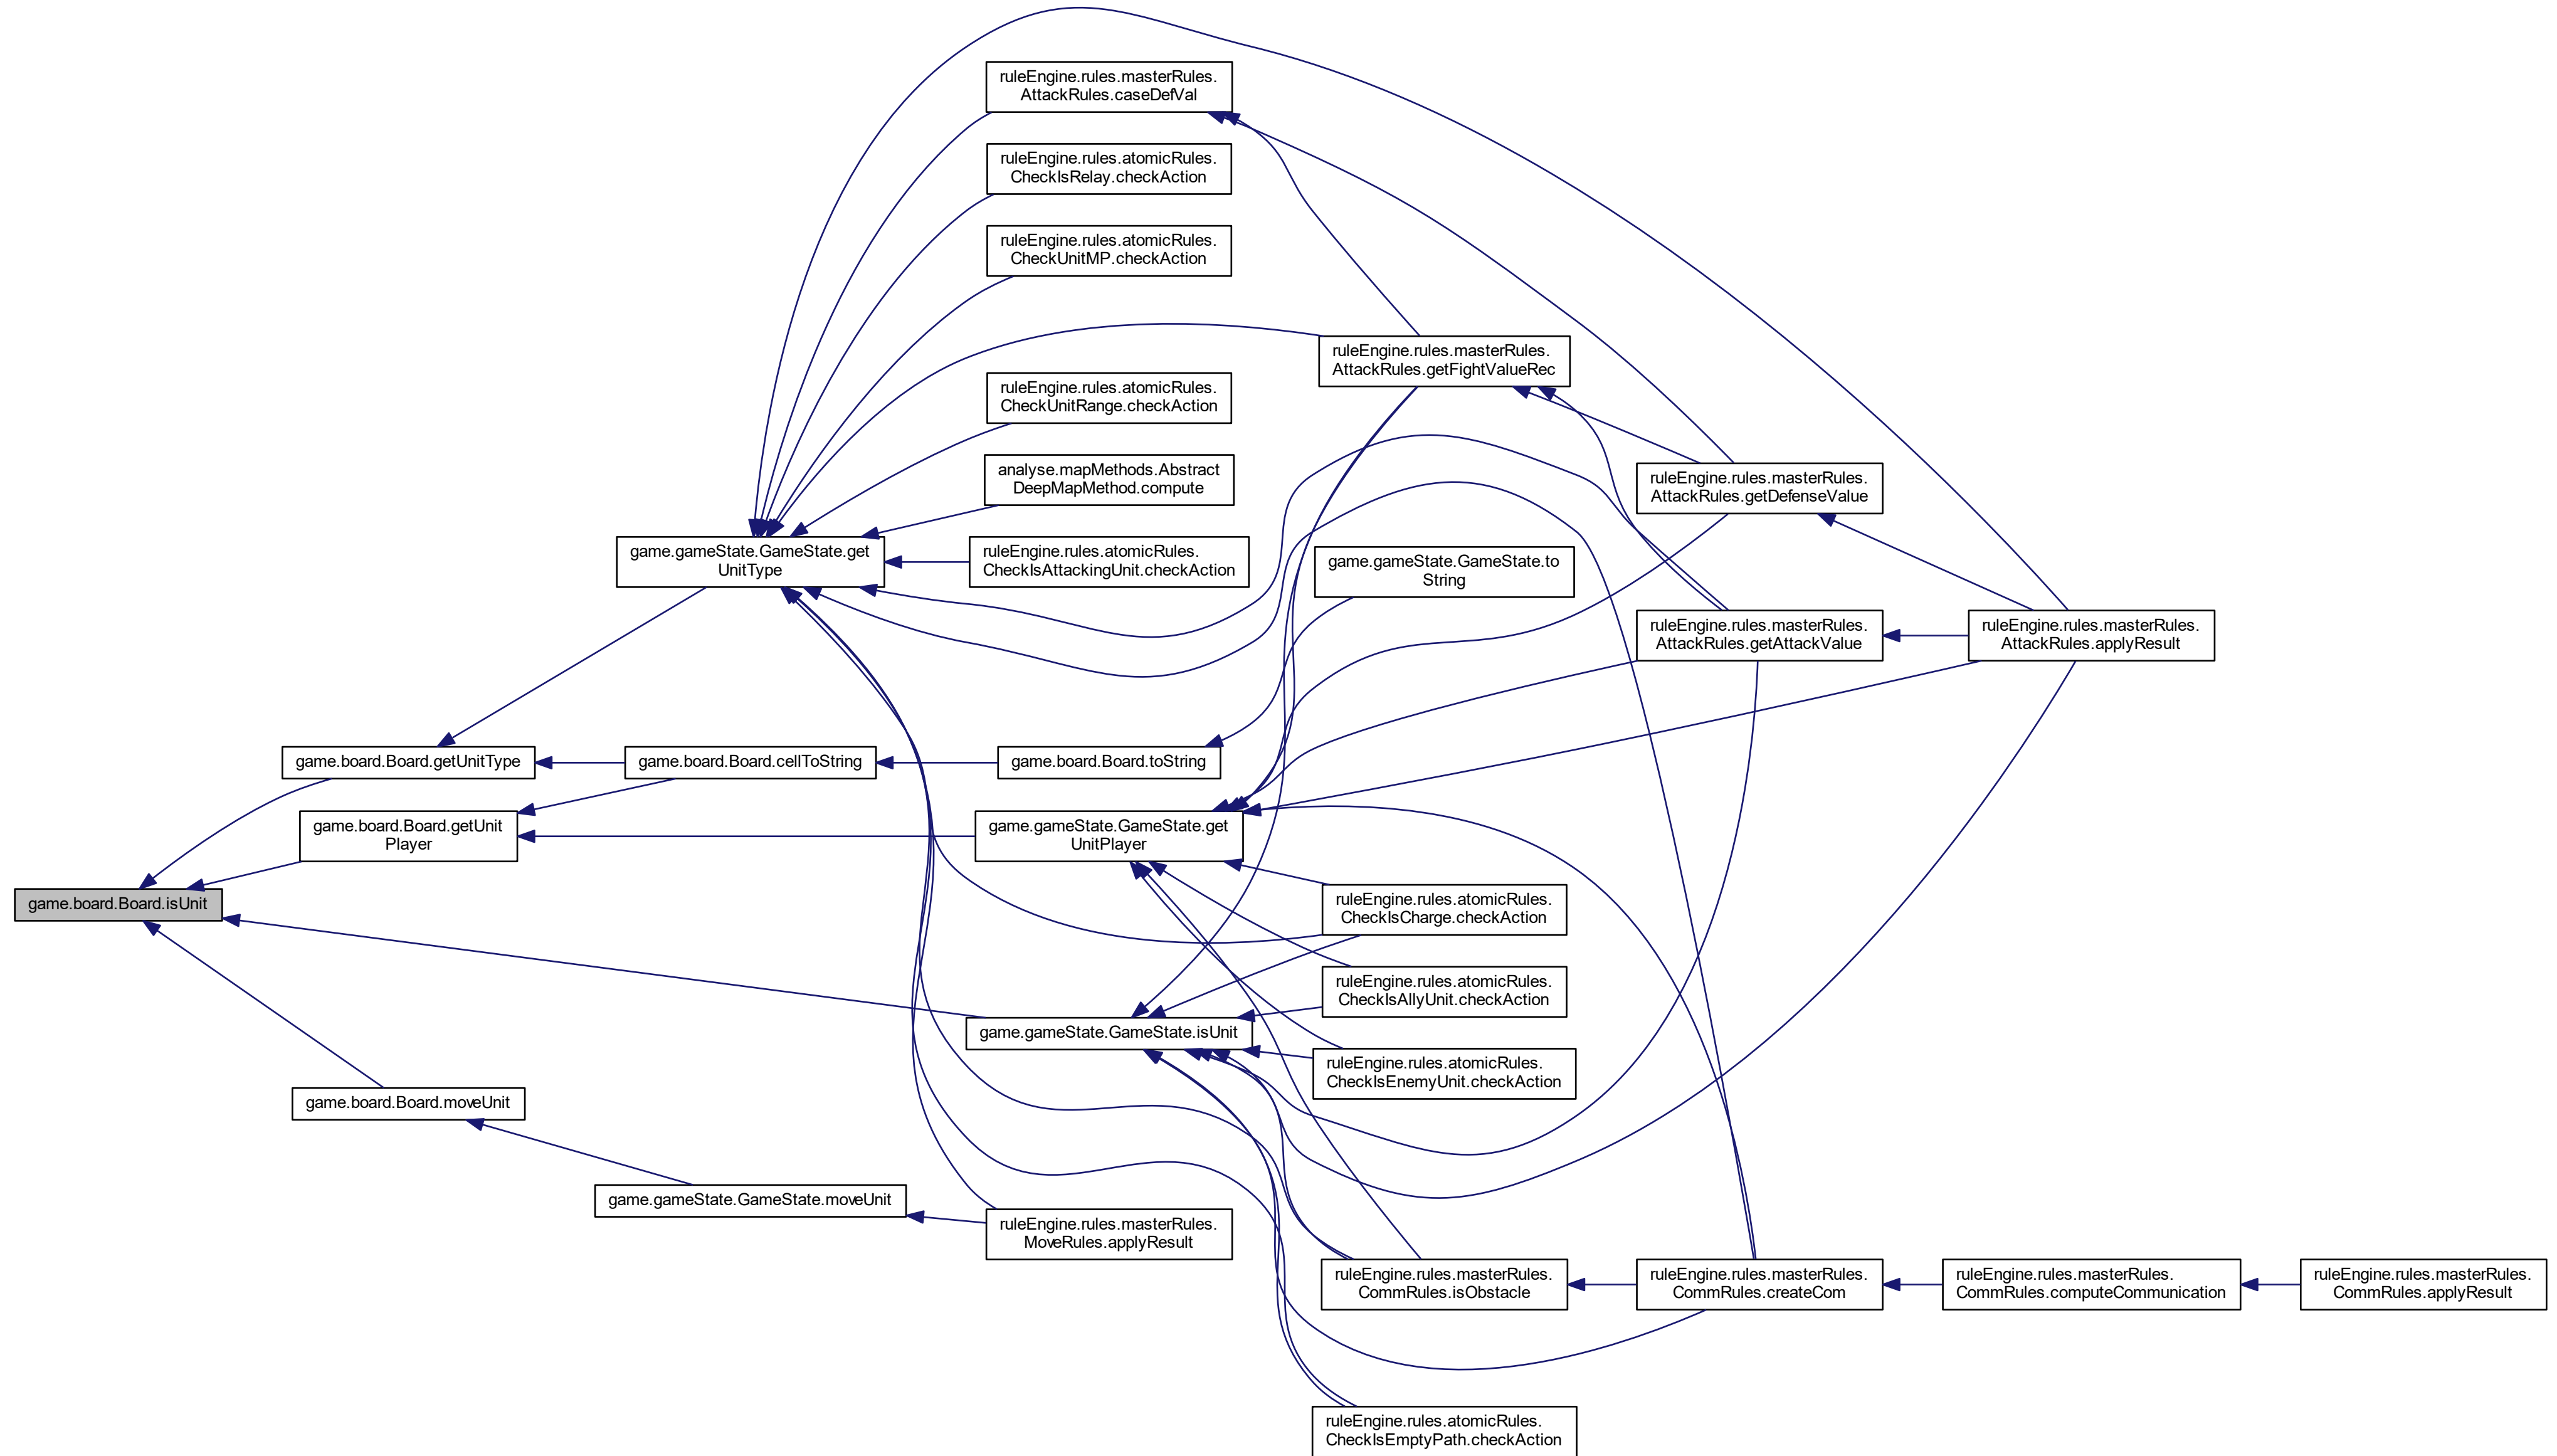 ruleEngine.rules.masterRules.
AttackRules.caseDefVal
ruleEngine.rules.atomicRules.
CheckIsRelay.checkAction
ruleEngine.rules.atomicRules.
CheckUnitMP.checkAction
ruleEngine.rules.masterRules.
AttackRules.getFightValueRec
ruleEngine.rules.atomicRules.
CheckUnitRange.checkAction
analyse.mapMethods.Abstract
DeepMapMethod.compute
ruleEngine.rules.masterRules.
AttackRules.getDefenseValue
game.gameState.GameState.get
UnitType
ruleEngine.rules.atomicRules.
CheckIsAttackingUnit.checkAction
game.gameState.GameState.to
String
ruleEngine.rules.masterRules.
AttackRules.getAttackValue
ruleEngine.rules.masterRules.
AttackRules.applyResult
game.board.Board.getUnitType
game.board.Board.cellToString
game.board.Board.toString
game.board.Board.getUnit
Player
game.gameState.GameState.get
UnitPlayer
game.board.Board.isUnit
ruleEngine.rules.atomicRules.
CheckIsCharge.checkAction
ruleEngine.rules.atomicRules.
CheckIsAllyUnit.checkAction
game.gameState.GameState.isUnit
ruleEngine.rules.atomicRules.
CheckIsEnemyUnit.checkAction
game.board.Board.moveUnit
game.gameState.GameState.moveUnit
ruleEngine.rules.masterRules.
MoveRules.applyResult
ruleEngine.rules.masterRules.
CommRules.isObstacle
ruleEngine.rules.masterRules.
CommRules.createCom
ruleEngine.rules.masterRules.
CommRules.computeCommunication
ruleEngine.rules.masterRules.
CommRules.applyResult
ruleEngine.rules.atomicRules.
CheckIsEmptyPath.checkAction